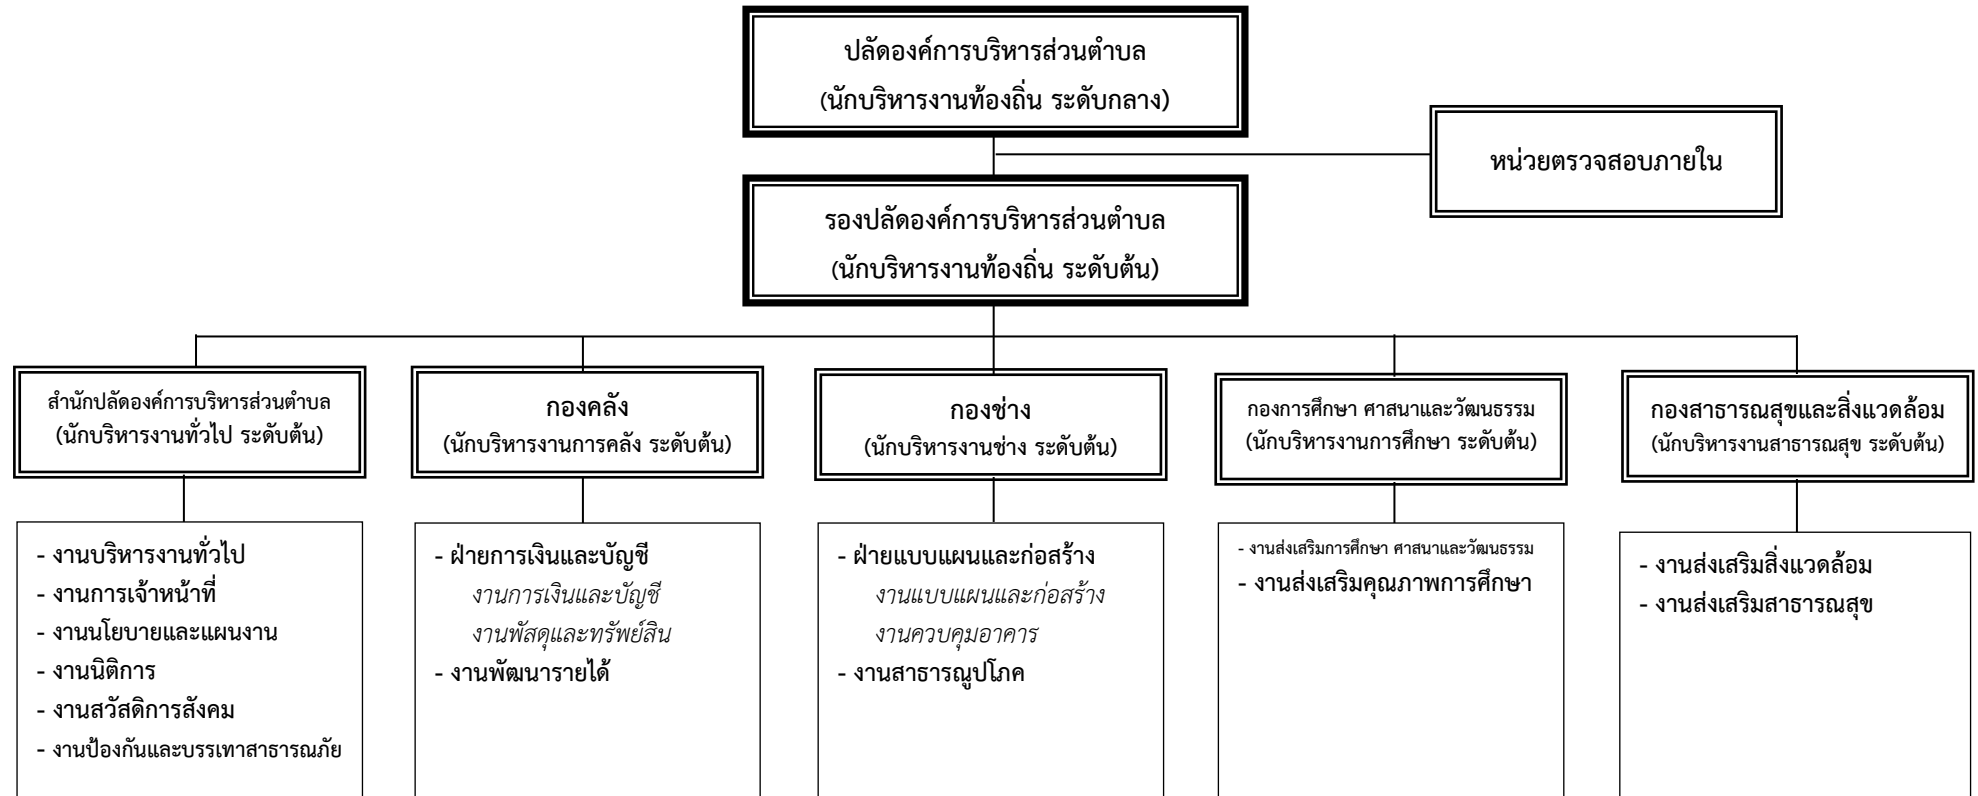 ปลัดองค์การบริหารส่วนตำบล
(นักบริหารงานท้องถิ่น ระดับกลาง)
หน่วยตรวจสอบภายใน
รองปลัดองค์การบริหารส่วนตำบล
(นักบริหารงานท้องถิ่น ระดับต้น)
สำนักปลัดองค์การบริหารส่วนตำบล
(นักบริหารงานทั่วไป ระดับต้น)
กองคลัง
(นักบริหารงานการคลัง ระดับต้น)
กองช่าง
(นักบริหารงานช่าง ระดับต้น)
กองการศึกษา ศาสนาและวัฒนธรรม
(นักบริหารงานการศึกษา ระดับต้น)
กองสาธารณสุขและสิ่งแวดล้อม
(นักบริหารงานสาธารณสุข ระดับต้น)
- งานบริหารงานทั่วไป
- งานการเจ้าหน้าที่
- งานนโยบายและแผนงาน
- งานนิติการ
- งานสวัสดิการสังคม
- งานป้องกันและบรรเทาสาธารณภัย
- ฝ่ายการเงินและบัญชี
งานการเงินและบัญชี
งานพัสดุและทรัพย์สิน
- งานพัฒนารายได้
- ฝ่ายแบบแผนและก่อสร้าง
งานแบบแผนและก่อสร้าง
งานควบคุมอาคาร
- งานสาธารณูปโภค
- งานส่งเสริมการศึกษา ศาสนาและวัฒนธรรม
- งานส่งเสริมคุณภาพการศึกษา
- งานส่งเสริมสิ่งแวดล้อม
- งานส่งเสริมสาธารณสุข